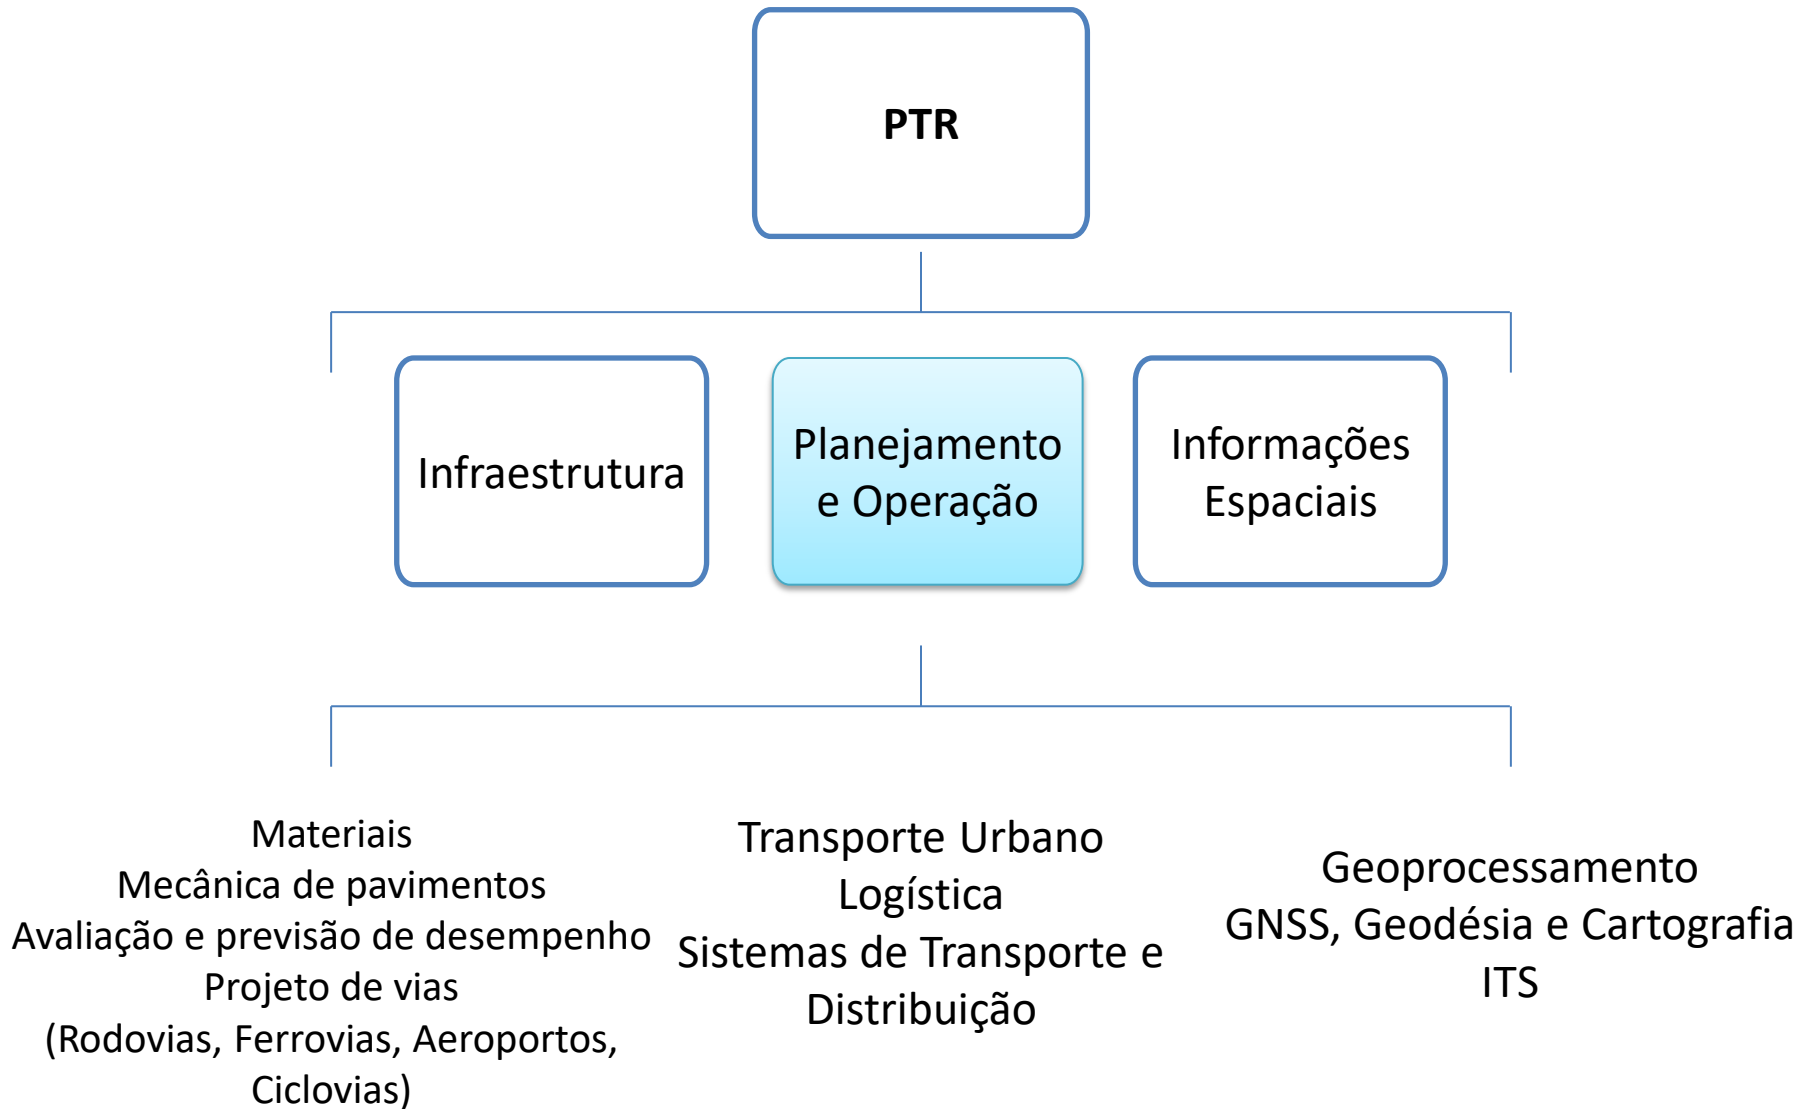 PTR
Infraestrutura
Planejamento
e Operação
Informações
Espaciais
Materiais
Mecânica de pavimentos
Avaliação e previsão de desempenho
Projeto de vias
(Rodovias, Ferrovias, Aeroportos,
Ciclovias)
Transporte Urbano
Logística
Sistemas de Transporte e
Distribuição
Geoprocessamento
GNSS, Geodésia e Cartografia
ITS